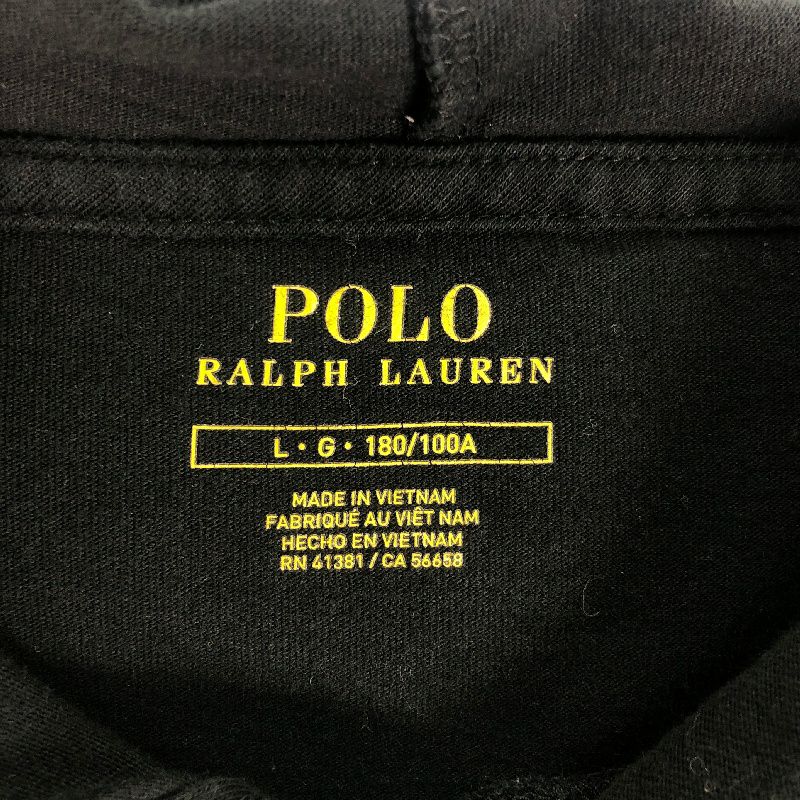 POLO
RALPH LAUREN
L • G • 180/100A
MADE IN VIETNAM
FABRIQUÉ AU VIÊT NAM
HECHO EN VIETNAM
RN 41381 / CA 56658